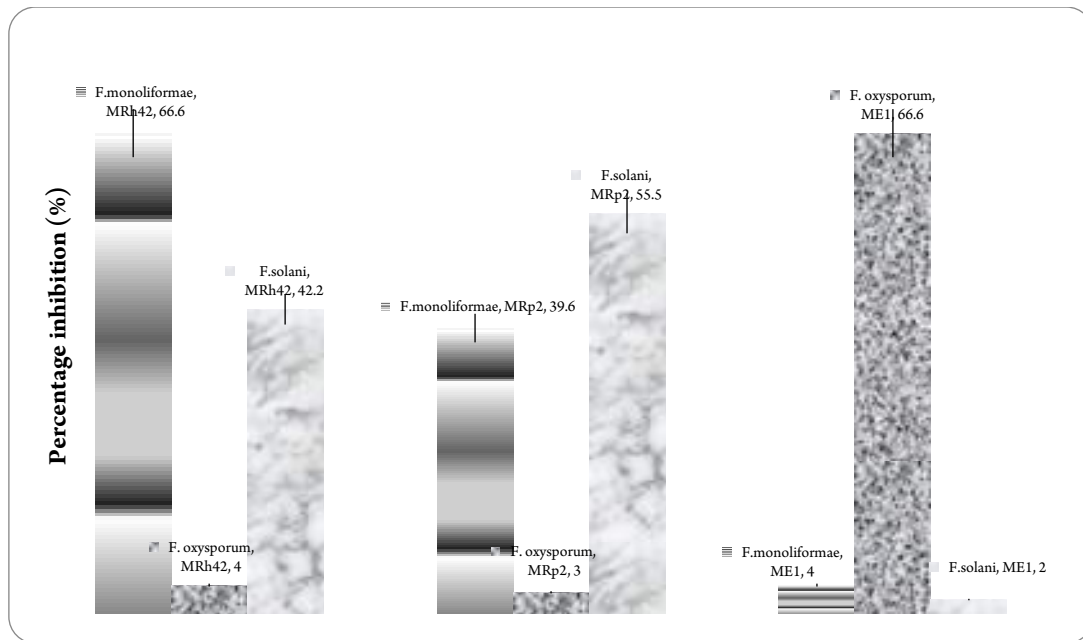 Percentage inhibition (%)
F.monoliformae,
MRh42, 66.6
F. oxysporum,
MRh42, 4
F.solani,
MRh42, 42.2
F.monoliformae, MRp2, 39.6
F. oxysporum,
MRp2, 3
F.solani,
MRp2, 55.5
F.monoliformae,
ME1, 4
F. oxysporum,
ME1, 66.6
F.solani, ME1, 2